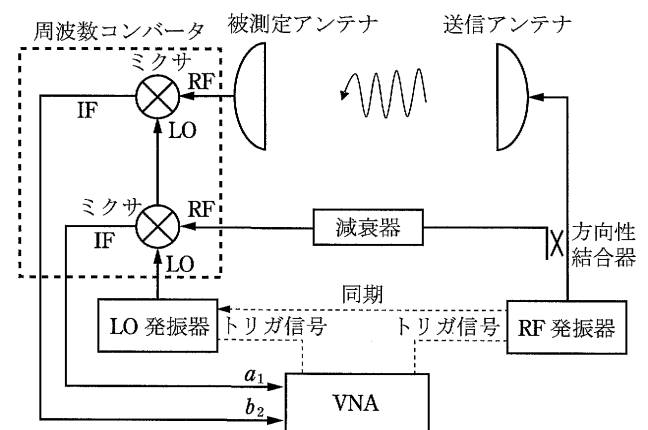 周波数コンバータ
被測定アンテナ
送信アンテナ
ミクサ
RF
IF
LO
ミクサ
RF
IF
LO
減衰器
方向性
結合器
同期
LO 発振器
トリガ信号
トリガ信号
RF 発振器
a₁
b₂
VNA